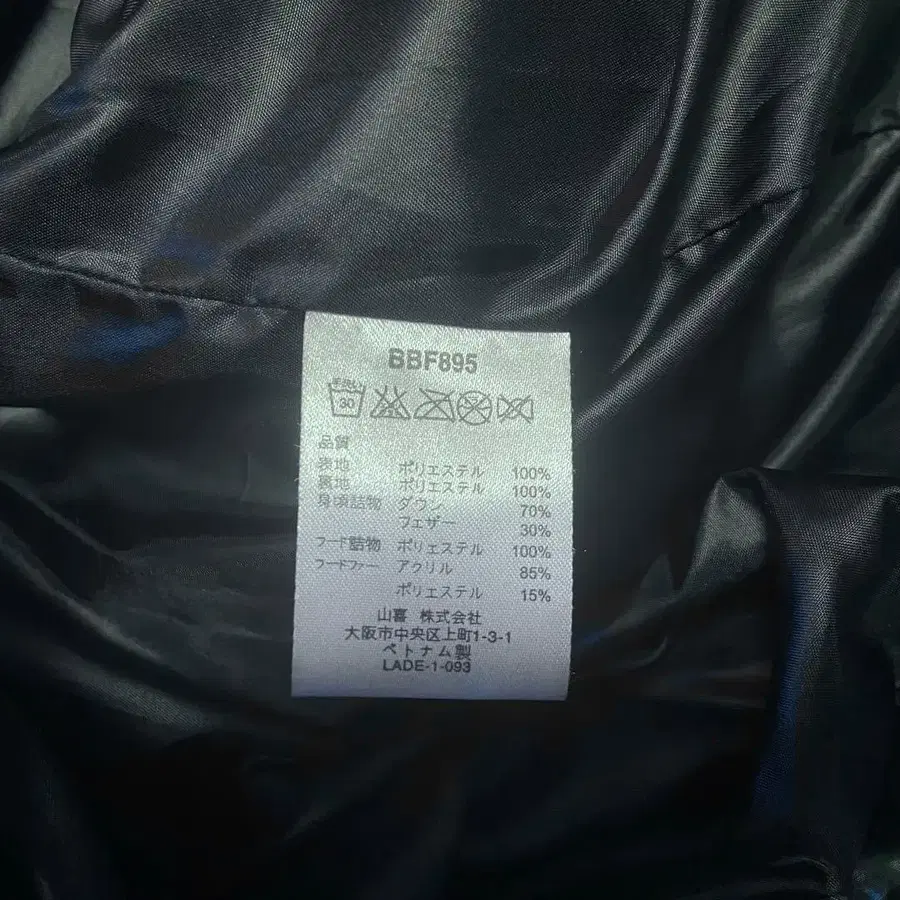 BBF895
30
品質
表地 ポリエステル 100%
裏地 ポリエステル 100%
身頃詰物 ダウン 70%
フェザー 30%
フード詰物 ポリエステル 100%
フードファー アクリル 85%
ポリエステル 15%
山喜 株式会社
大阪市中央区上町1-3-1
ベトナム製
LADE-1-093